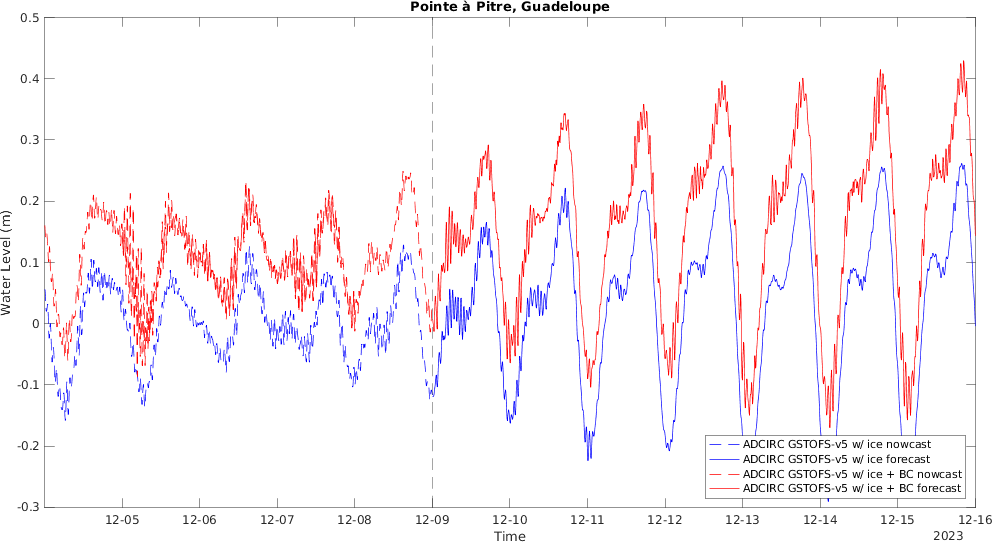 Pointe à Pitre, Guadeloupe
0.5
0.4
0.3
0.2
0.1
0
-0.1
-0.2
-0.3
Water Level (m)
ADCIRC GSTOFS-v5 w/ ice nowcast
ADCIRC GSTOFS-v5 w/ ice forecast
ADCIRC GSTOFS-v5 w/ ice + BC nowcast
ADCIRC GSTOFS-v5 w/ ice + BC forecast
12-05 12-06 12-07 12-08 12-09 12-10 12-11 12-12 12-13 12-14 12-15 12-16
Time
2023